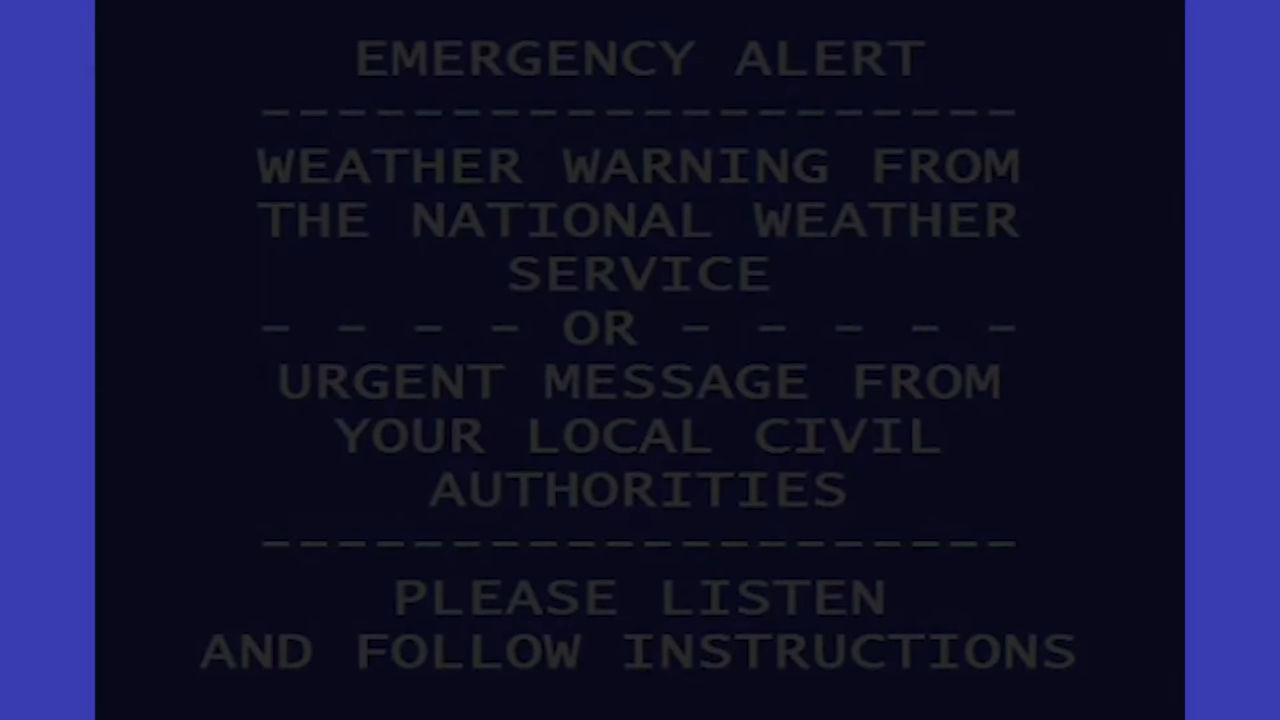 EMERGENCY ALERT
--------------------
WEATHER WARNING FROM
THE NATIONAL WEATHER
SERVICE
- - - - OR - - - - -
URGENT MESSAGE FROM
YOUR LOCAL CIVIL
AUTHORITIES
--------------------
PLEASE LISTEN
AND FOLLOW INSTRUCTIONS